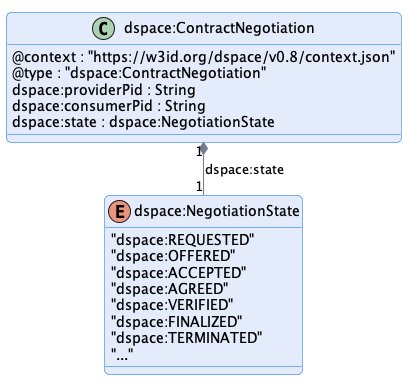 C dspace:ContractNegotiation
@context : "https://w3id.org/dspace/v0.8/context.json"
@type : "dspace:ContractNegotiation"
dspace:providerPid : String
dspace:consumerPid : String
dspace:state : dspace:NegotiationState
1
dspace:state
1
E dspace:NegotiationState
"dspace:REQUESTED"
"dspace:OFFERED"
"dspace:ACCEPTED"
"dspace:AGREED"
"dspace:VERIFIED"
"dspace:FINALIZED"
"dspace:TERMINATED"
"..."